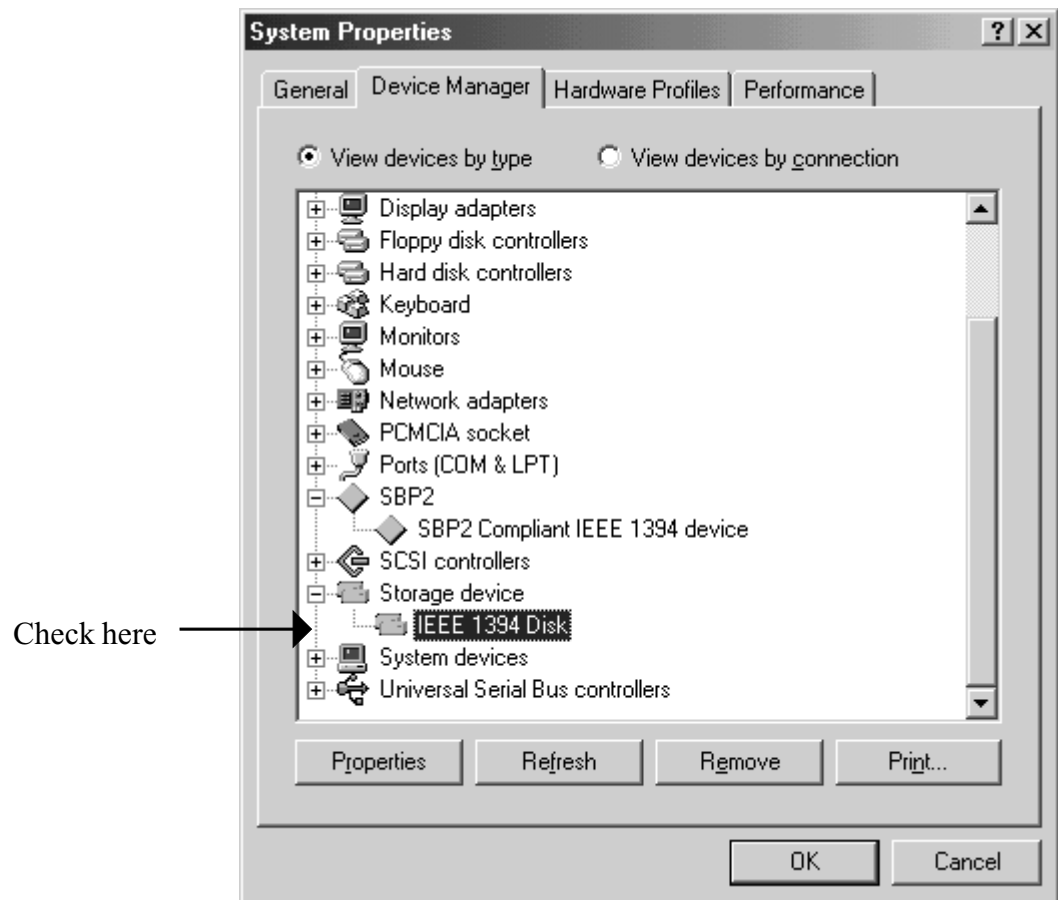 System Properties
General Device Manager Hardware Profiles Performance
View devices by type View devices by connection
Display adapters
Floppy disk controllers
Hard disk controllers
Keyboard
Monitors
Mouse
Network adapters
PCMCIA socket
Ports (COM & LPT)
SBP2
SBP2 Compliant IEEE 1394 device
SCSI controllers
Storage device
Check here IEEE 1394 Disk
System devices
Universal Serial Bus controllers
Properties Refresh Remove Print...
OK Cancel